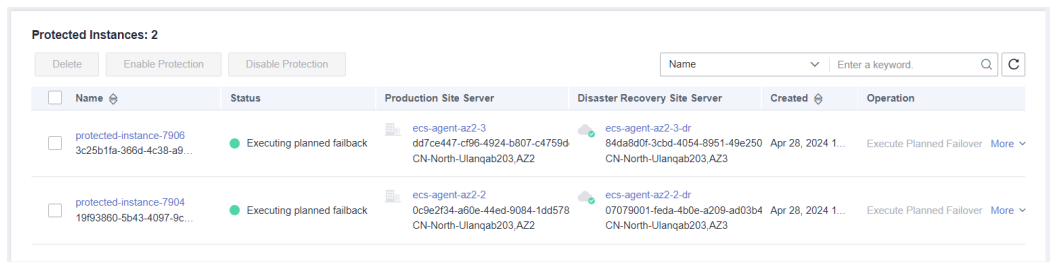 Protected Instances: 2
Delete
Enable Protection
Disable Protection
Name
Enter a keyword.
Name
Status
Production Site Server
Disaster Recovery Site Server
Created
Operation
protected-instance-7906
3c25b1fa-366d-4c38-a9...
Executing planned failback
ecs-agent-az2-3
dd7ce447-cf96-4924-b807-c4759d
CN-North-Ulanqab203,AZ2
ecs-agent-az2-3-dr
84da8d0f-3cbd-4054-8951-49e250
CN-North-Ulanqab203,AZ3
Apr 28, 2024 1...
Execute Planned Failover
More
protected-instance-7904
19f93860-5b43-4097-9c...
Executing planned failback
ecs-agent-az2-2
0c9e2f34-a60e-44ed-9084-1dd578
CN-North-Ulanqab203,AZ2
ecs-agent-az2-2-dr
07079001-feda-4b0e-a209-ad03b4
CN-North-Ulanqab203,AZ3
Apr 28, 2024 1...
Execute Planned Failover
More